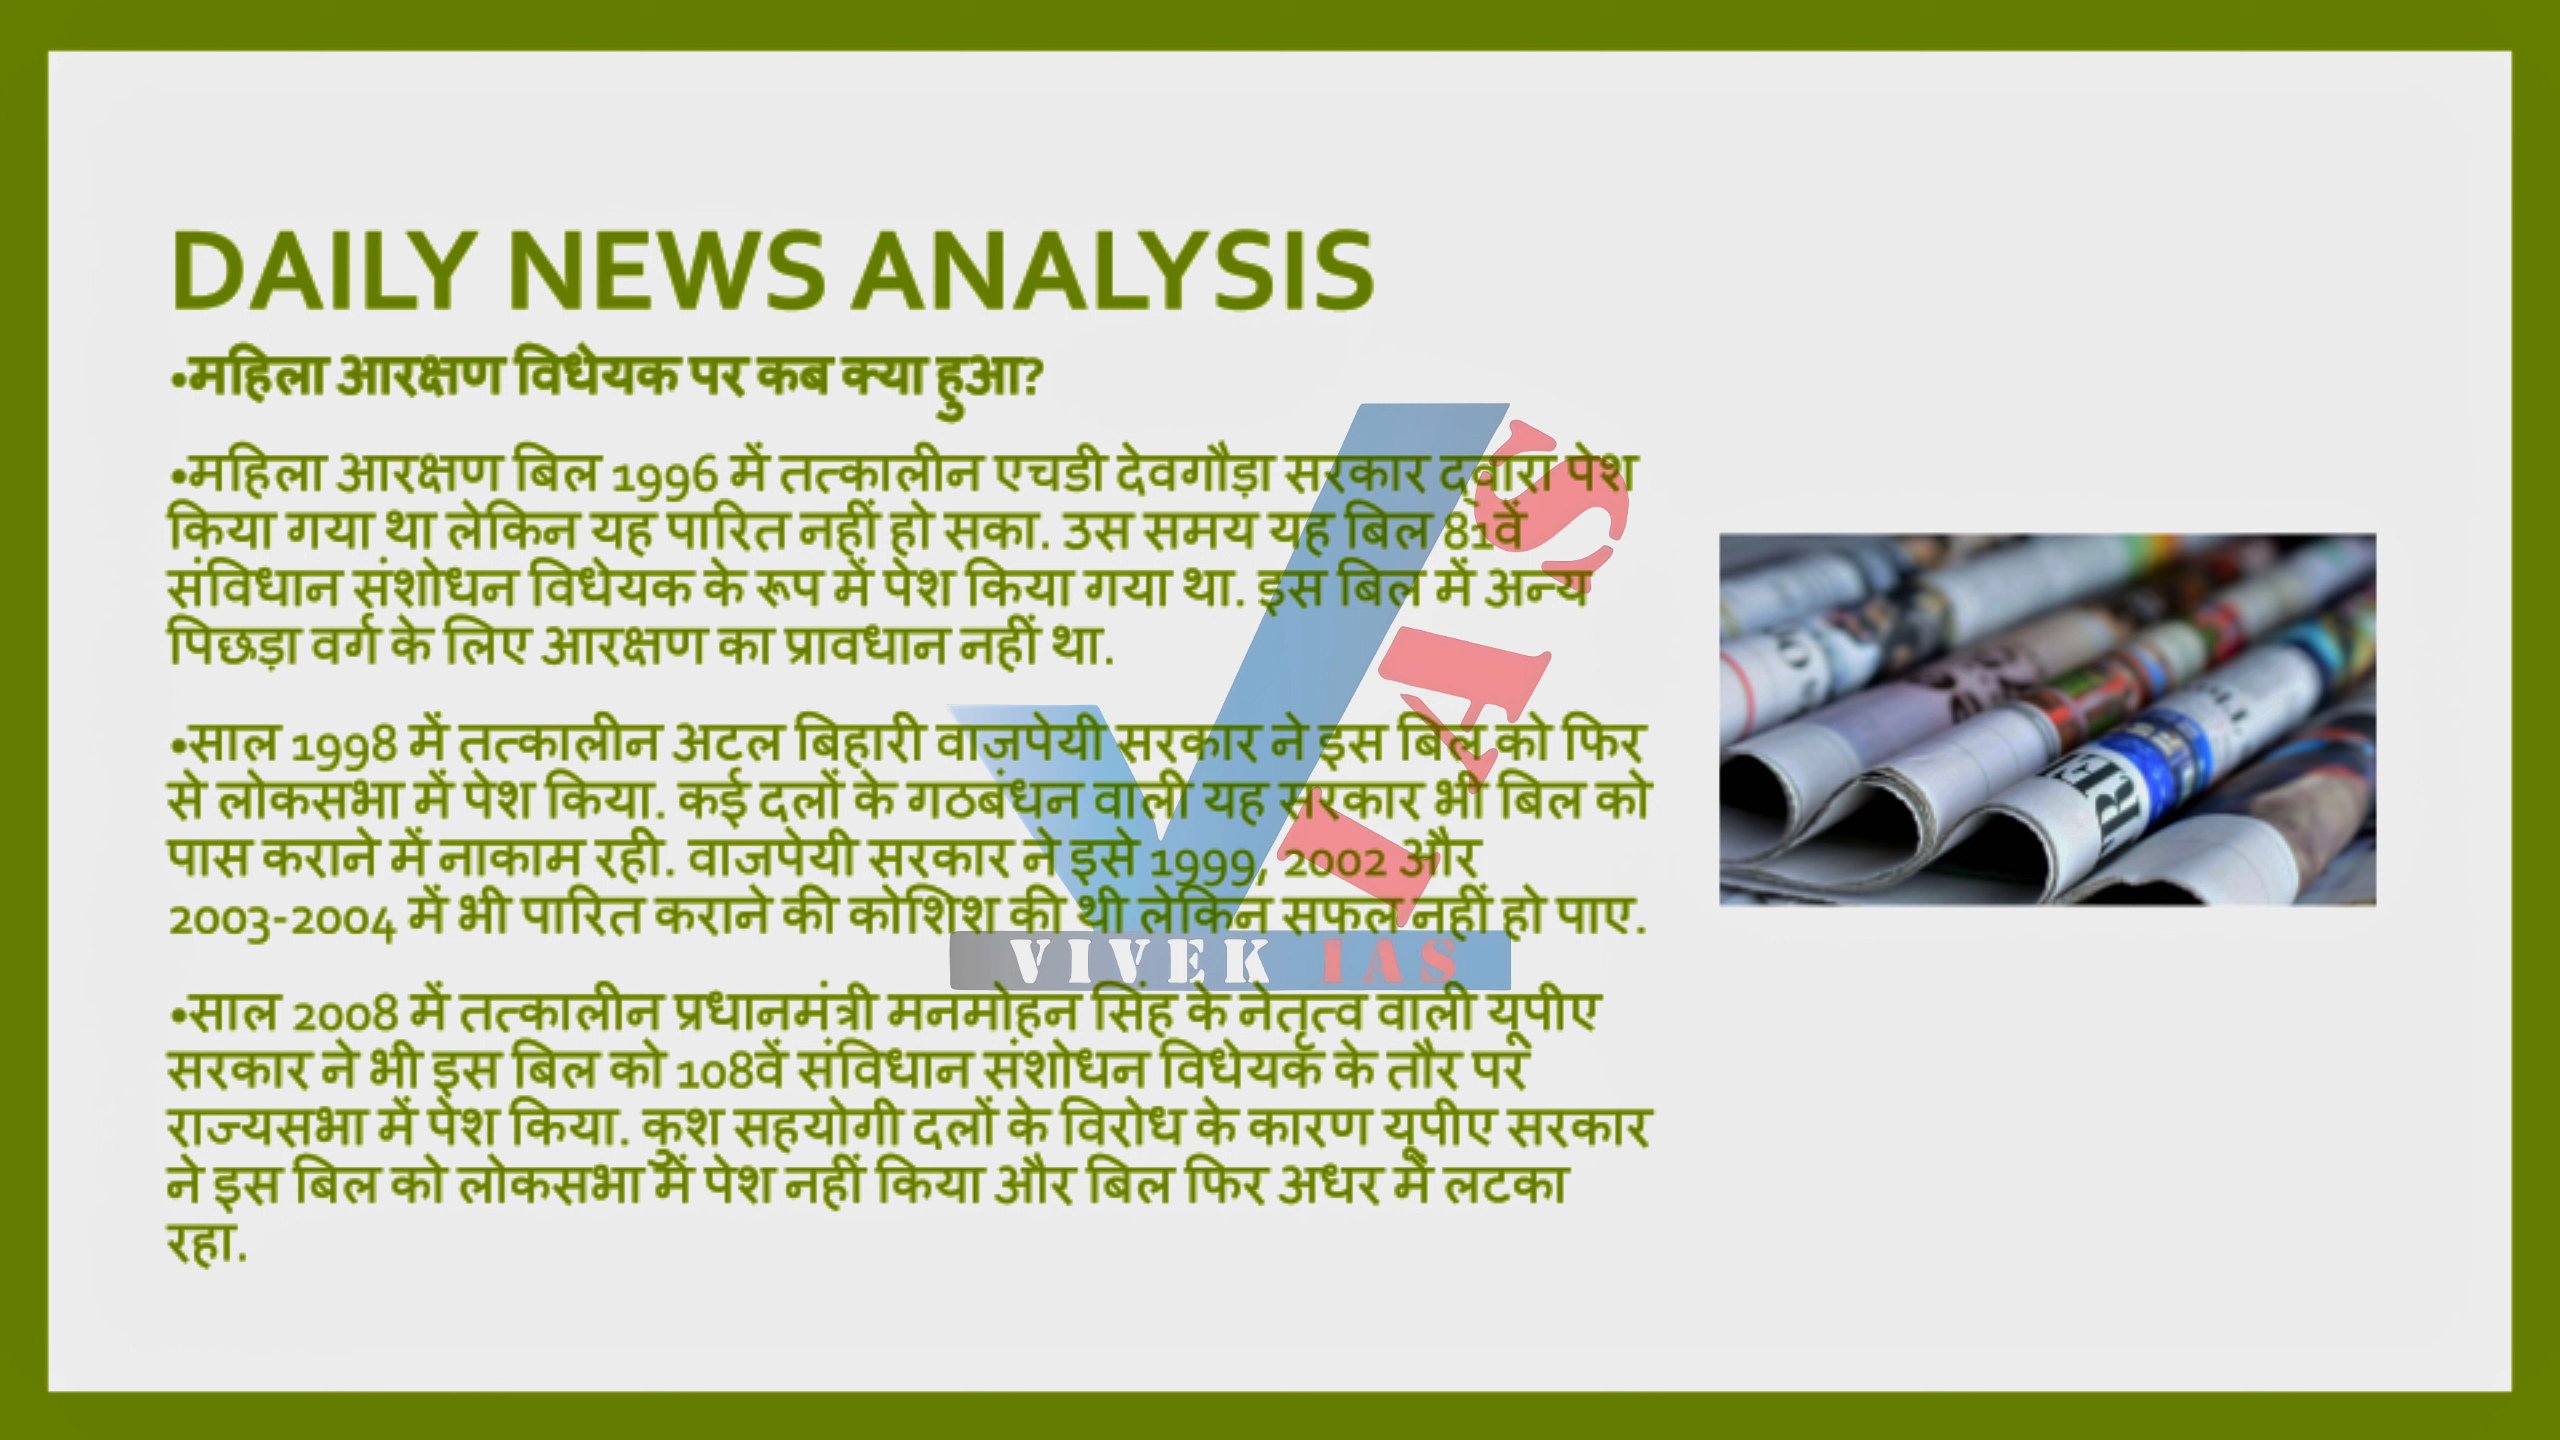 DAILY NEWS ANALYSIS
•महिला आरक्षण विधेयक पर कब क्या हुआ?
•महिला आरक्षण बिल 1996 में तत्कालीन एचडी देवगौड़ा सरकार द्वारा पेश
किया गया था लेकिन यह पारित नहीं हो सका. उस समय यह बिल 81वें
संविधान संशोधन विधेयक के रूप में पेश किया गया था. इस बिल में अन्य
पिछड़ा वर्ग के लिए आरक्षण का प्रावधान नहीं था.
•साल 1998 में तत्कालीन अटल बिहारी वाजपेयी सरकार ने इस बिल को फिर
से लोकसभा में पेश किया. कई दलों के गठबंधन वाली यह सरकार भी बिल को
पास कराने में नाकाम रही. वाजपेयी सरकार ने इसे 1999, 2002 और
2003-2004 में भी पारित कराने की कोशिश की थी लेकिन सफल नहीं हो पाए.
•साल 2008 में तत्कालीन प्रधानमंत्री मनमोहन सिंह के नेतृत्व वाली यूपीए
सरकार ने भी इस बिल को 108वें संविधान संशोधन विधेयक के तौर पर
राज्यसभा में पेश किया. कुश सहयोगी दलों के विरोध के कारण यूपीए सरकार
ने इस बिल को लोकसभा में पेश नहीं किया और बिल फिर अधर में लटका
रहा.
IAS
VIVEK IAS